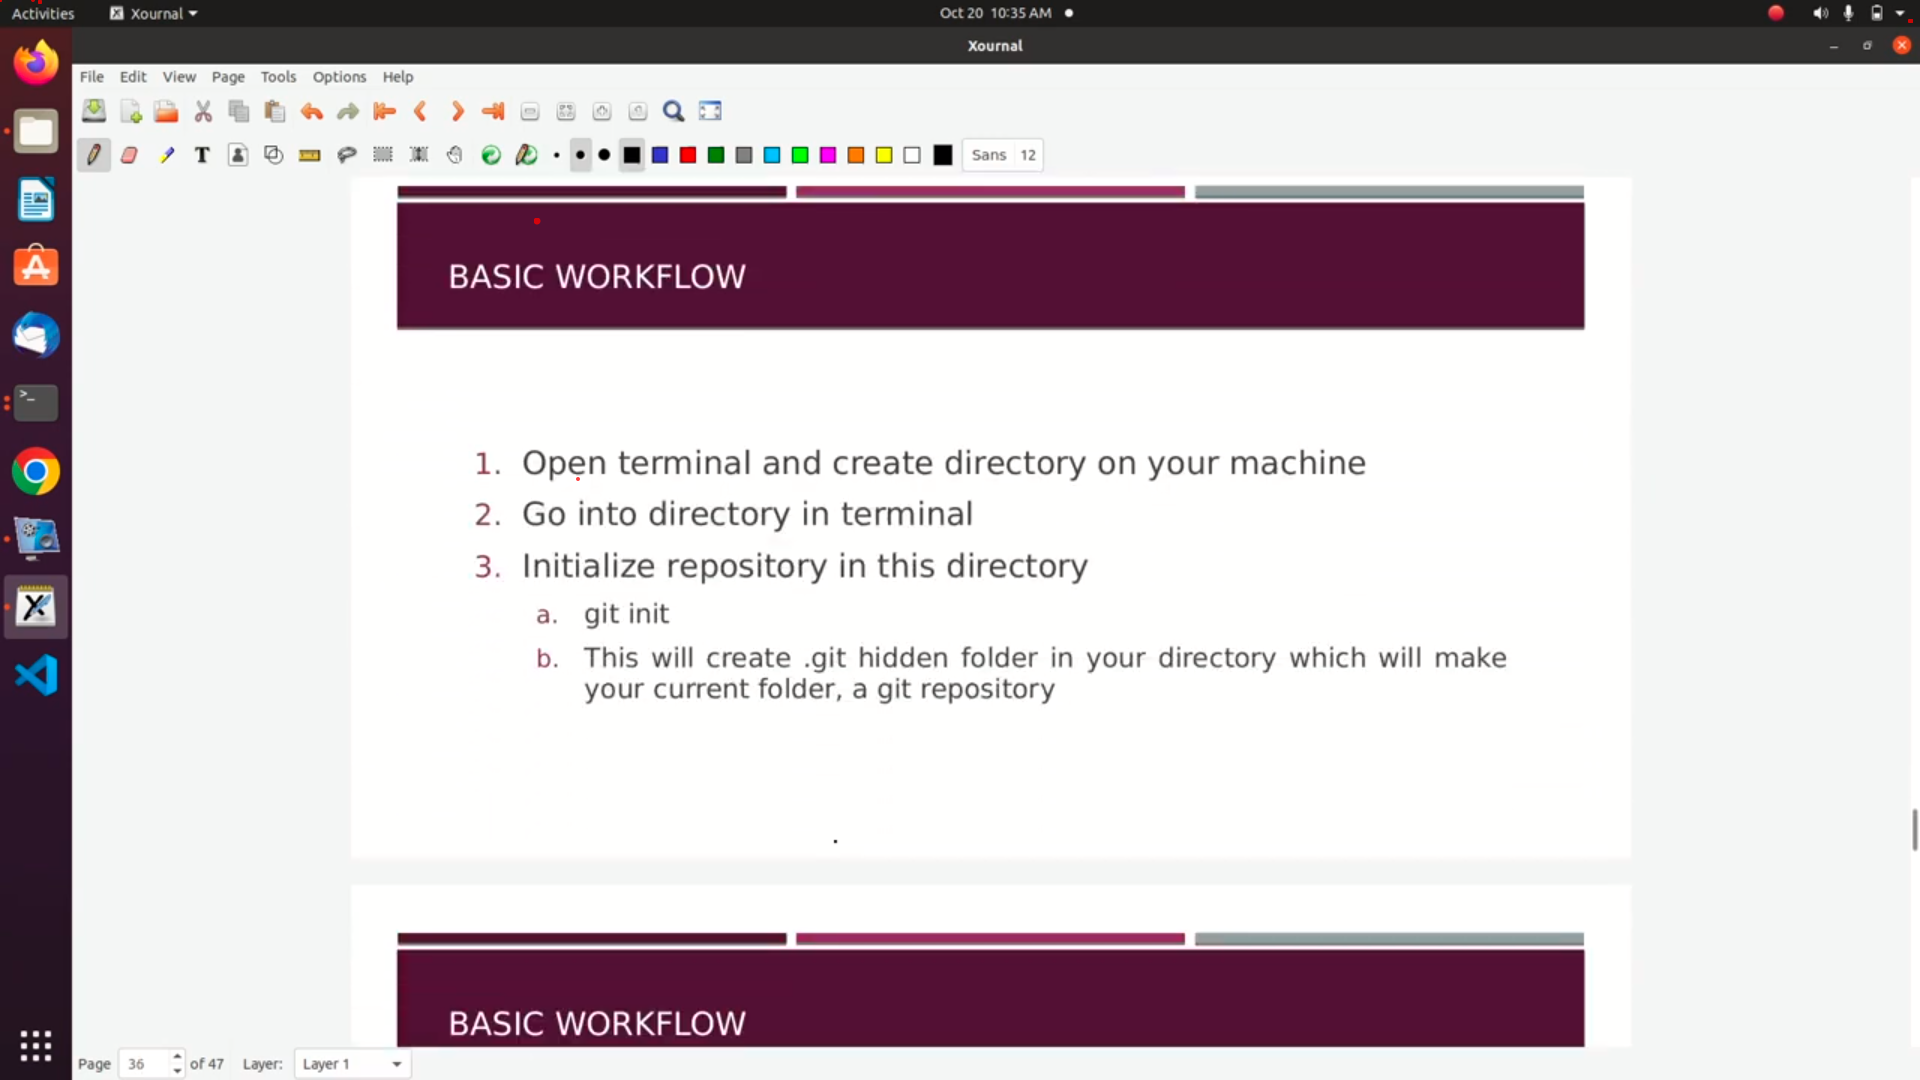 Activities Xournal Oct 20 10:35 AM
Xournal
File Edit View Page Tools Options Help
Sans 12
BASIC WORKFLOW
1. Open terminal and create directory on your machine
2. Go into directory in terminal
3. Initialize repository in this directory
a. git init
b. This will create .git hidden folder in your directory which will make
your current folder, a git repository
BASIC WORKFLOW
Page 36 of 47 Layer: Layer 1